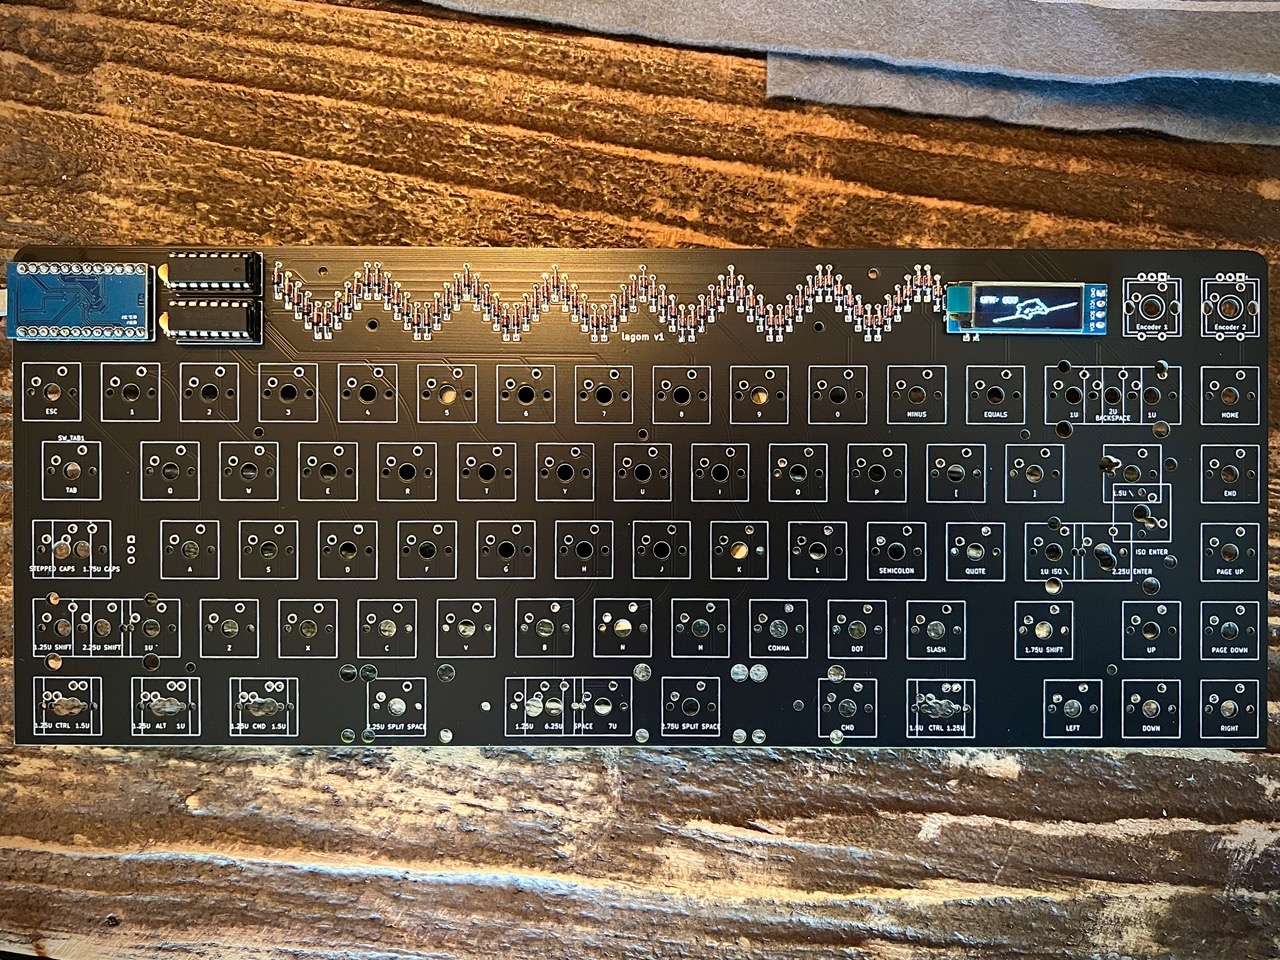 Encoder 1
Encoder 2
lagom v1
ESC
1
2
3
4
5
6
7
8
9
0
MINUS
EQUALS
1U
2U
BACKSPACE
1U
HOME
SW_TAB1
TAB
Q
W
E
R
T
Y
U
I
O
P
[
]
1.5U \
END
STEPPED CAPS
1.75U CAPS
A
S
D
F
G
H
J
K
L
SEMICOLON
QUOTE
1U ISO \
2.25U ENTER
ISO ENTER
PAGE UP
1.25U SHIFT
2.25U SHIFT
1U
Z
X
C
V
B
N
M
COMMA
DOT
SLASH
1.75U SHIFT
UP
PAGE DOWN
1.25U CTRL 1.5U
1.25U ALT 1U
1.25U CMD 1.5U
2.25U SPLIT SPACE
1.25U
6.25U
SPACE
7U
2.75U SPLIT SPACE
CMD
1.5U CTRL 1.25U
LEFT
DOWN
RIGHT